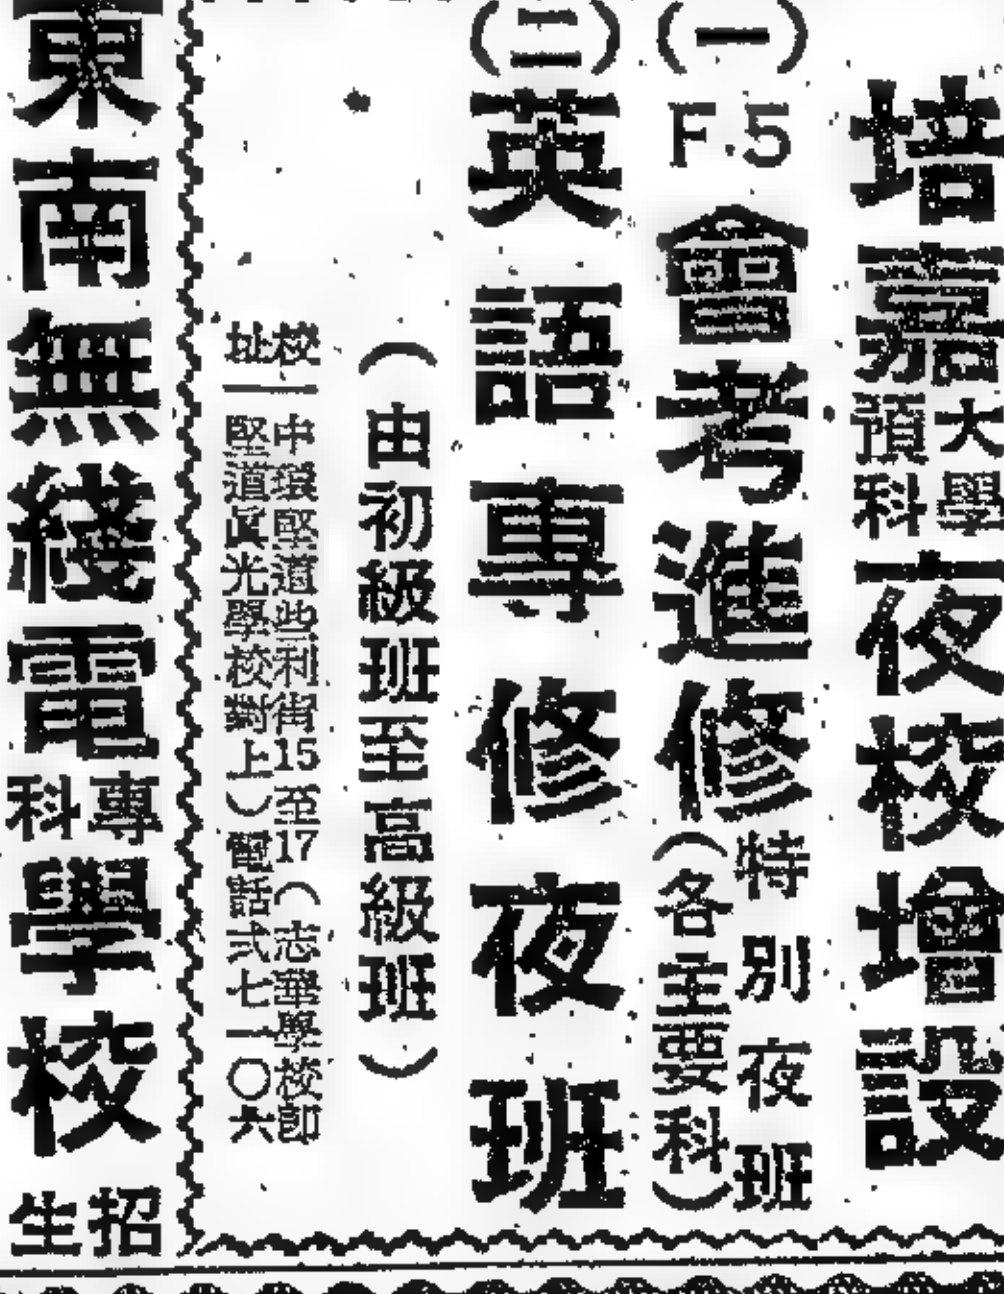 培嘉大學預科夜校增設
(一)F.5會考進修特別夜班(各主要科)
(二)英語專修夜班
(由初級班至高級班)
校址—中環堅道些利街15至17(志華學校即
堅道眞光學校對上)電話式七一〇六
東南無綫電專科學校招生